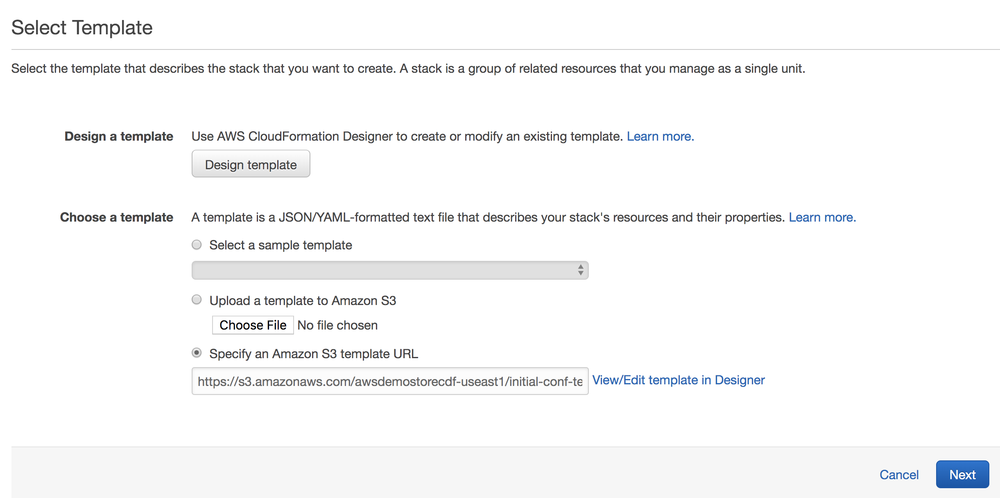 Select Template
Select the template that describes the stack that you want to create. A stack is a group of related resources that you manage as a single unit.
Design a template Use AWS CloudFormation Designer to create or modify an existing template. Learn more.
Design template
Choose a template A template is a JSON/YAML-formatted text file that describes your stack's resources and their properties. Learn more.
Select a sample template
Upload a template to Amazon S3
Choose File No file chosen
Specify an Amazon S3 template URL
https://s3.amazonaws.com/awsdemostorecdf-useast1/initial-conf-te View/Edit template in Designer
Cancel Next